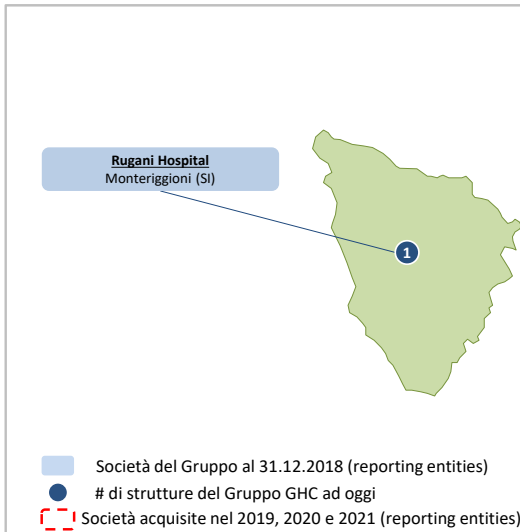 Rugani Hospital
Monteriggioni (SI)
1
Società del Gruppo al 31.12.2018 (reporting entities)
# di strutture del Gruppo GHC ad oggi
Società acquisite nel 2019, 2020 e 2021 (reporting entities)